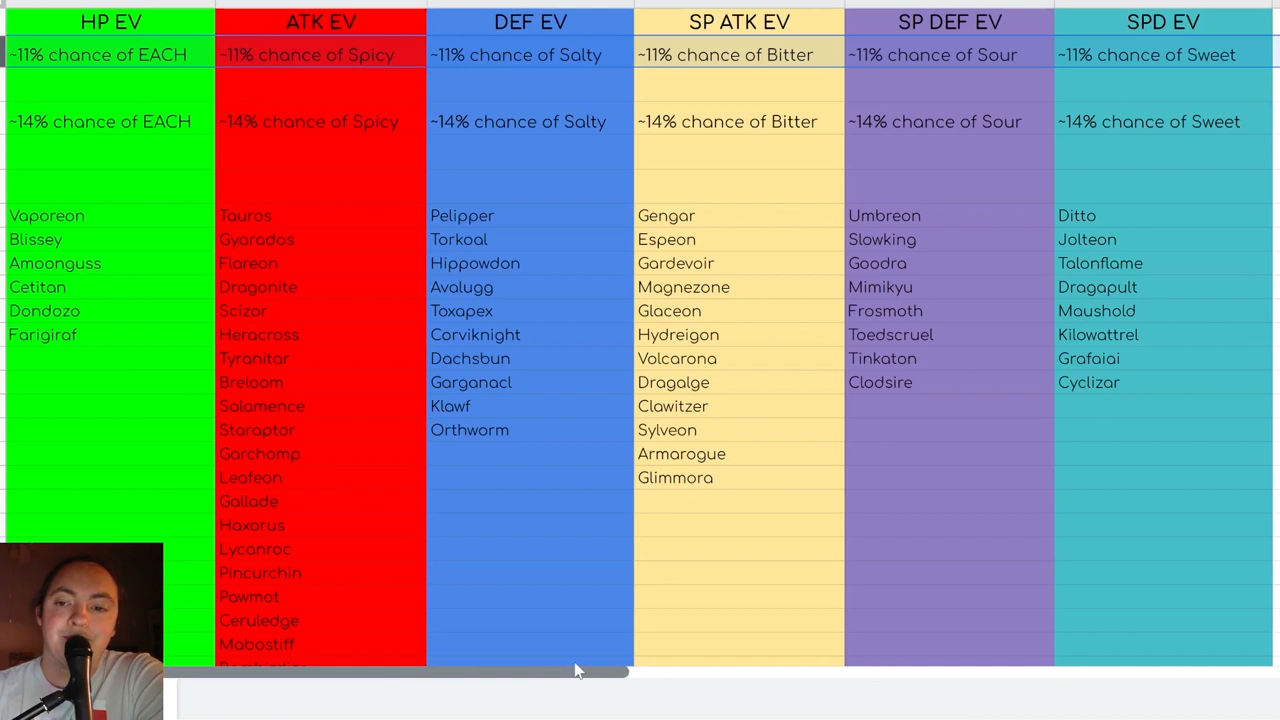 HP EV
ATK EV
DEF EV
SP ATK EV
SP DEF EV
SPD EV
~11% chance of EACH
~11% chance of Spicy
~11% chance of Salty
~11% chance of Bitter
~11% chance of Sour
~11% chance of Sweet
~14% chance of EACH
~14% chance of Spicy
~14% chance of Salty
~14% chance of Bitter
~14% chance of Sour
~14% chance of Sweet
Vaporeon
Blissey
Amoonguss
Cetitan
Dondozo
Farigiraf
Tauros
Gyarados
Flareon
Dragonite
Scizor
Heracross
Tyranitar
Breloom
Salamence
Staraptor
Garchomp
Leafeon
Gallade
Haxorus
Lycanroc
Pincurchin
Pawmot
Ceruledge
Mabostiff
Pelipper
Torkoal
Hippowdon
Avalugg
Toxapex
Corviknight
Dachsbun
Garganacl
Klawf
Orthworm
Gengar
Espeon
Gardevoir
Magnezone
Glaceon
Hydreigon
Volcarona
Dragalge
Clawitzer
Sylveon
Armarogue
Glimmora
Umbreon
Slowking
Goodra
Mimikyu
Frosmoth
Toedscruel
Tinkaton
Clodsire
Ditto
Jolteon
Talonflame
Dragapult
Maushold
Kilowattrel
Grafaiai
Cyclizar